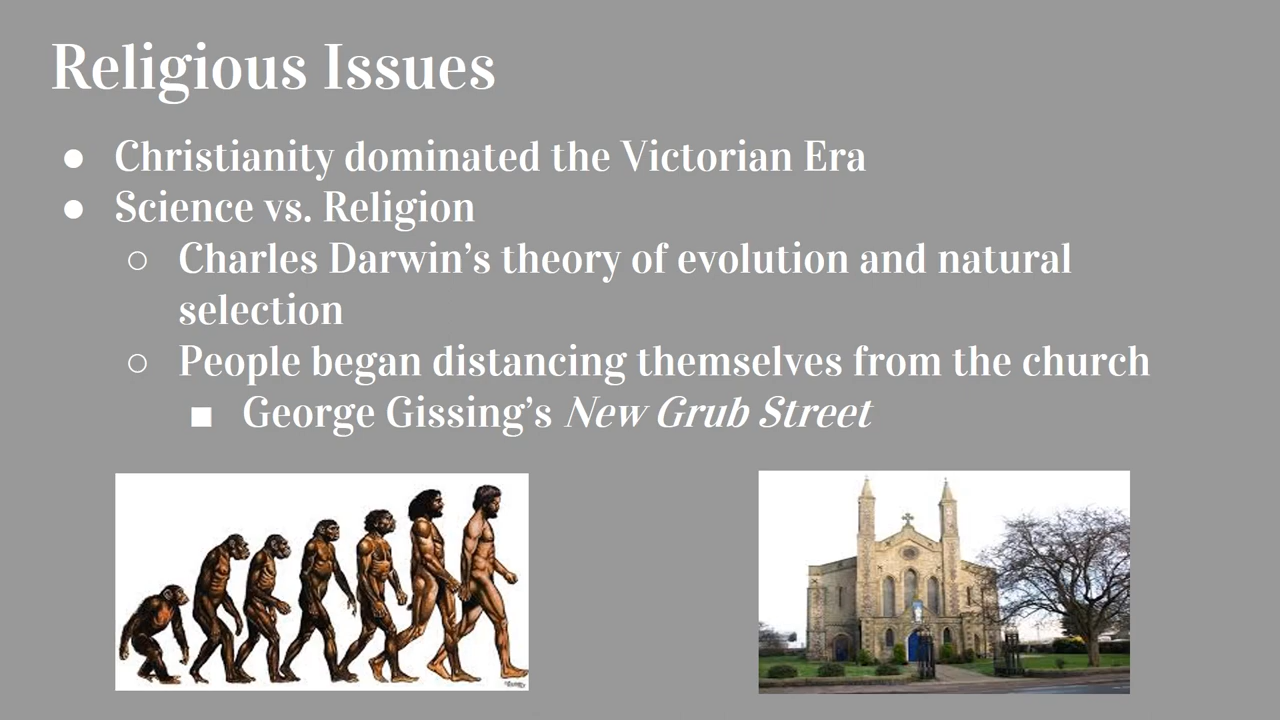 Religious Issues
● Christianity dominated the Victorian Era
● Science vs. Religion
○ Charles Darwin’s theory of evolution and natural
selection
○ People began distancing themselves from the church
■ George Gissing’s New Grub Street